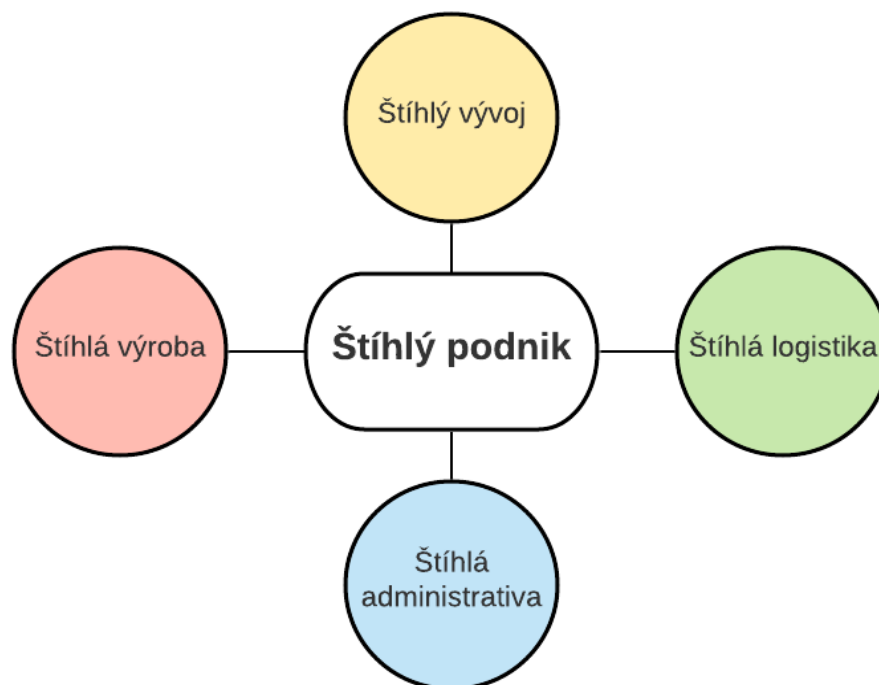 Štíhlý vývoj
Štíhlá výroba
Štíhlý podnik
Štíhlá logistika
Štíhlá
administrativa